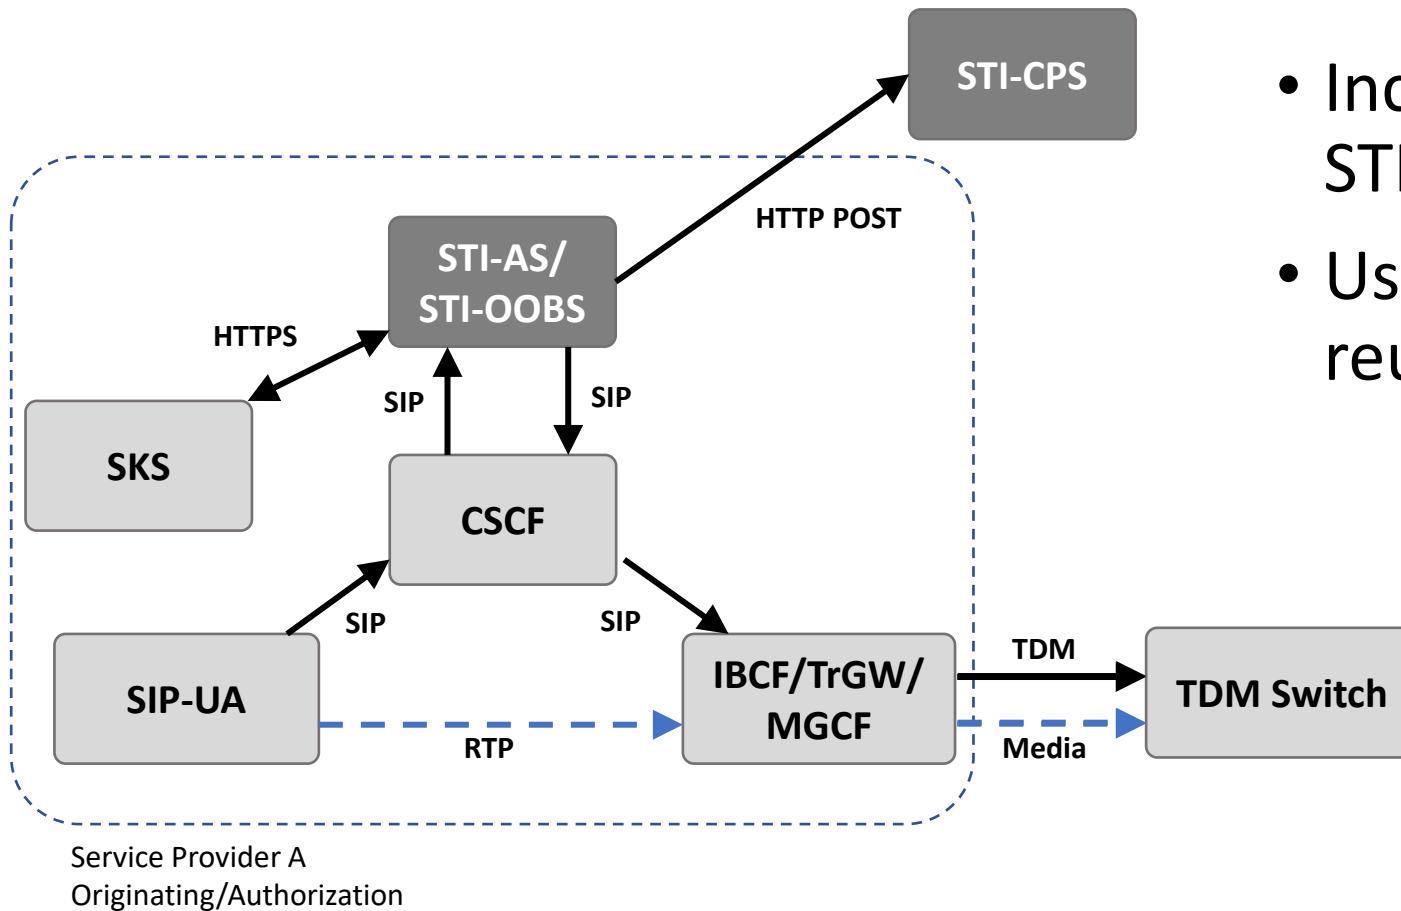 STI-CPS
HTTP POST
STI-AS/
STI-OOBS
HTTPS
SIP
SIP
SKS
CSCF
SIP
SIP
SIP-UA
IBCF/TrGW/
MGCF
TDM
TDM Switch
RTP
Media
Service Provider A
Originating/Authorization